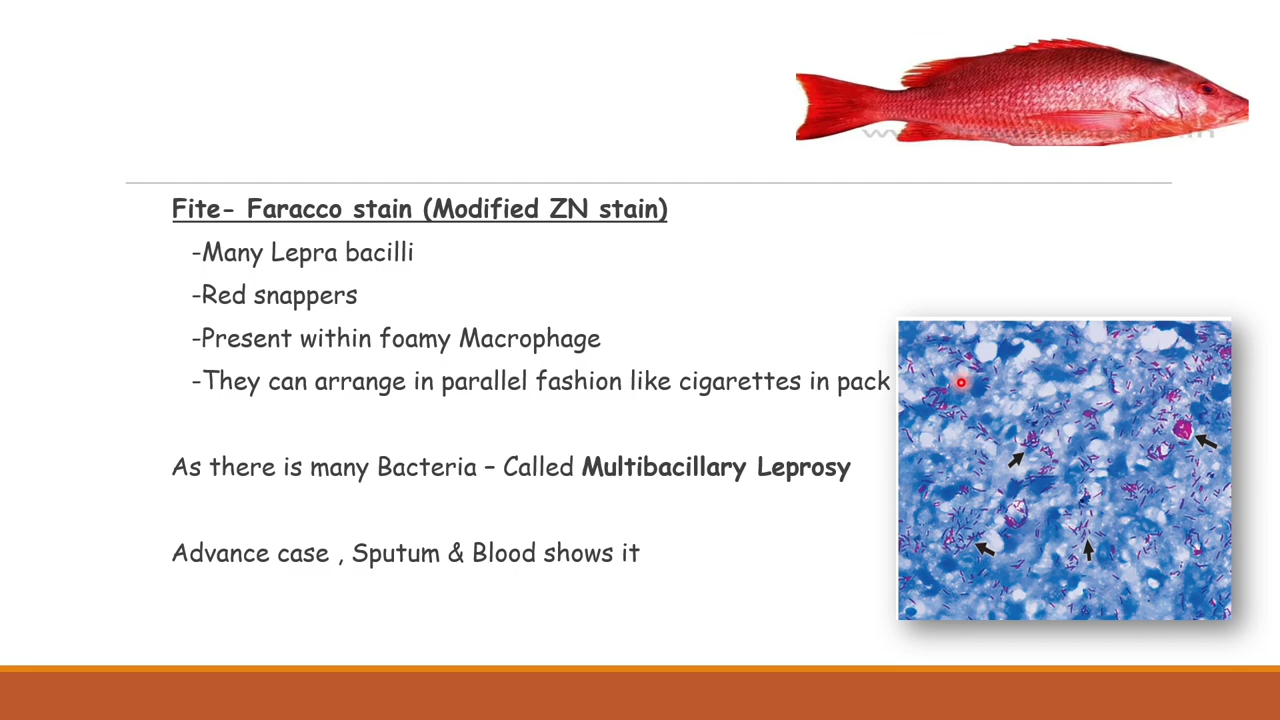 Fite- Faracco stain (Modified ZN stain)
-Many Lepra bacilli
-Red snappers
-Present within foamy Macrophage
-They can arrange in parallel fashion like cigarettes in pack
As there is many Bacteria – Called Multibacillary Leprosy
Advance case , Sputum & Blood shows it